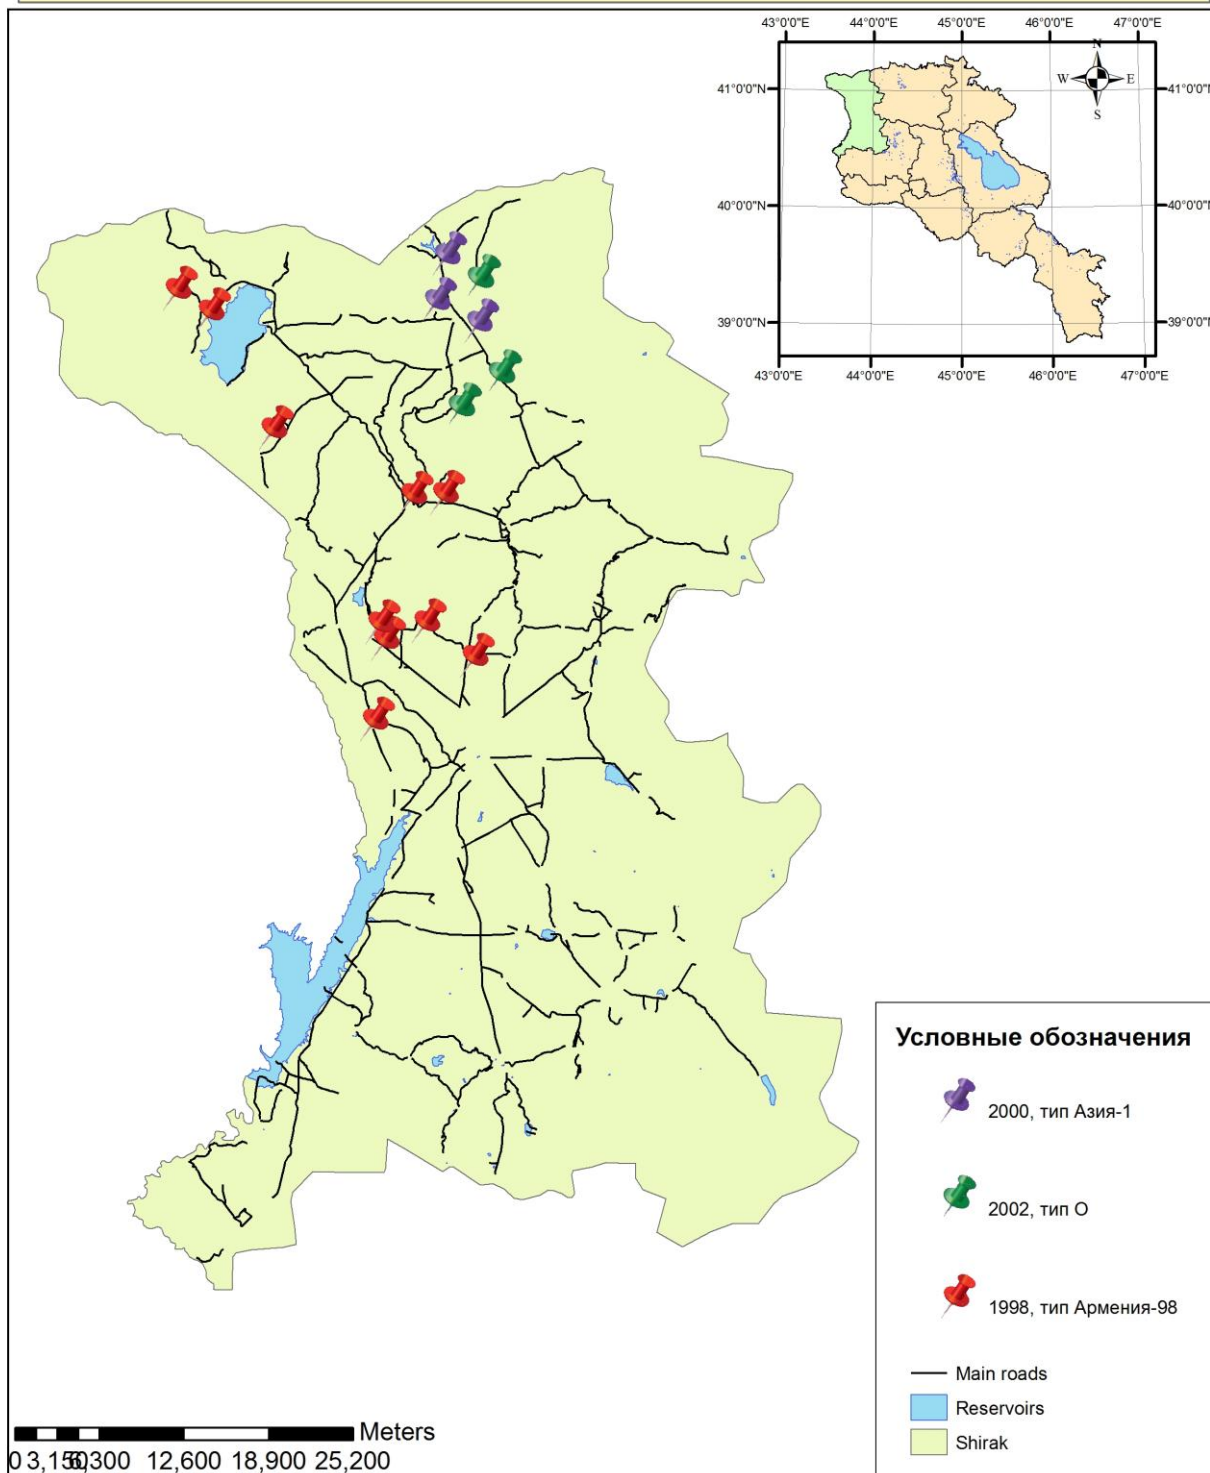 43°0'0"E 44°0'0"E 45°0'0"E 46°0'0"E 47°0'0"E
N
W E
S
41°0'0"N 41°0'0"N
40°0'0"N 40°0'0"N
39°0'0"N 39°0'0"N
43°0'0"E 44°0'0"E 45°0'0"E 46°0'0"E 47°0'0"E
Условные обозначения
2000, тип Азия-1
2002, тип О
1998, тип Армения-98
Main roads
Reservoirs
Shirak
Meters
0 3,150 6,300 12,600 18,900 25,200